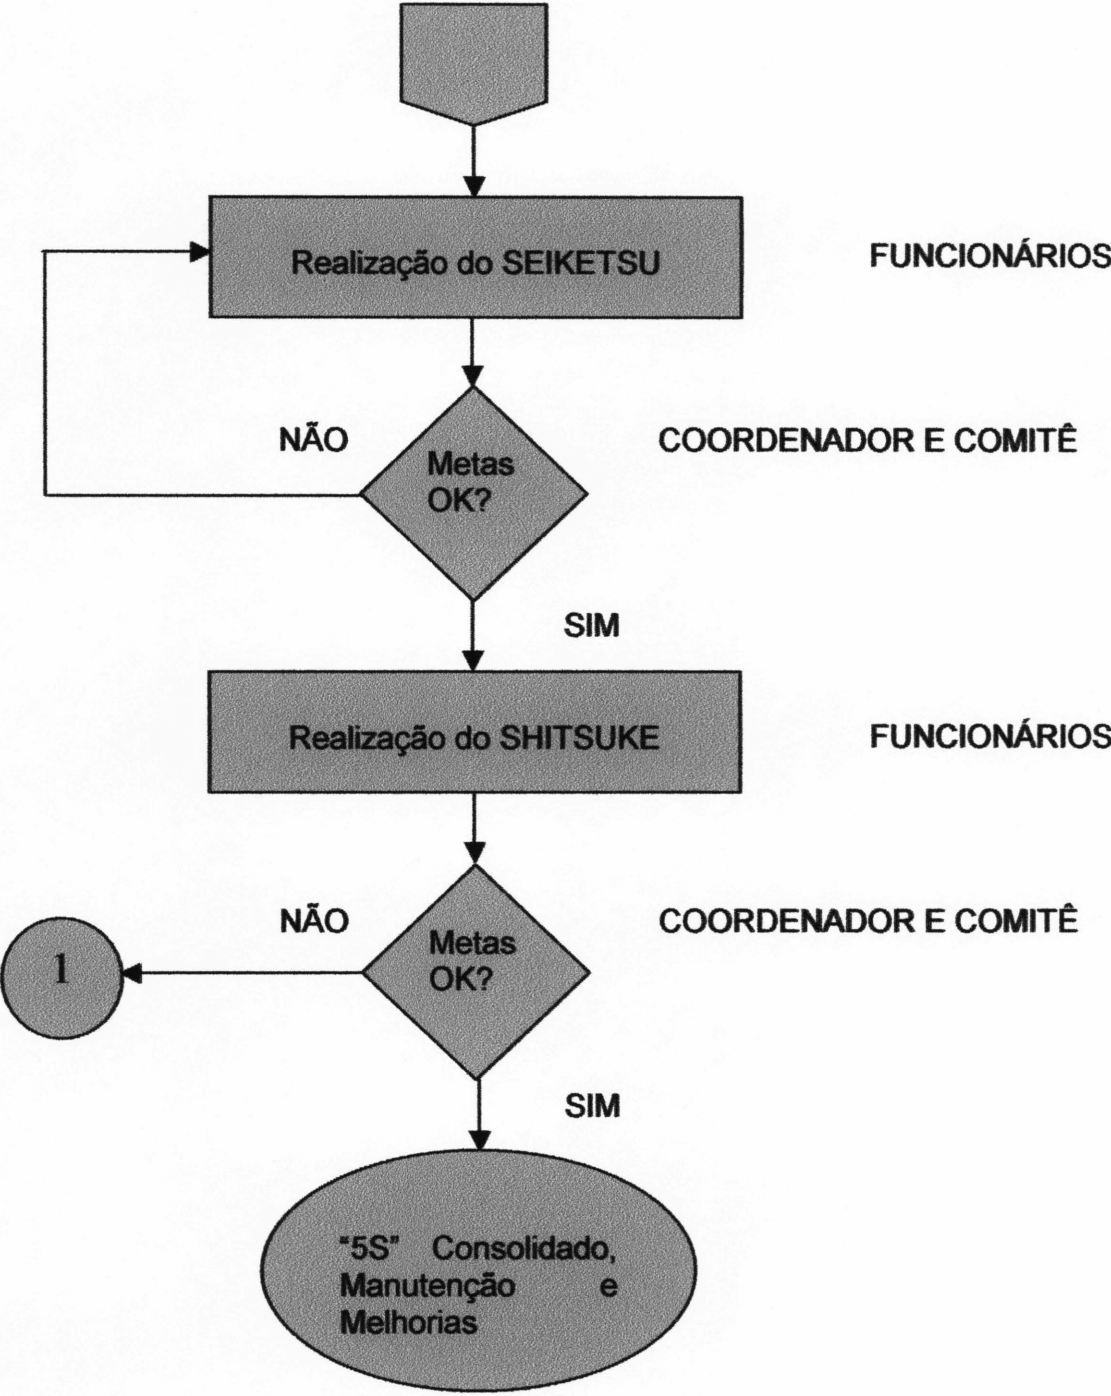 Realização do SEIKETSU
FUNCIONÁRIOS
NÃO
COORDENADOR E COMITÊ
Metas
OK?
SIM
Realização do SHITSUKE
FUNCIONÁRIOS
NÃO
COORDENADOR E COMITÊ
Metas
OK?
1
SIM
"5S" Consolidado,
Manutenção e
Melhorias